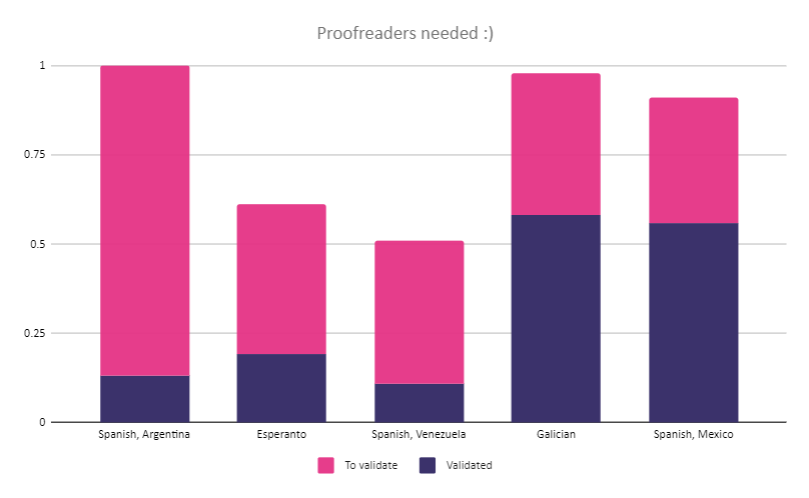 Proofreaders needed :)
1
0.75
0.5
0.25
0
Spanish, Argentina Esperanto Spanish, Venezuela Galician Spanish, Mexico
To validate Validated